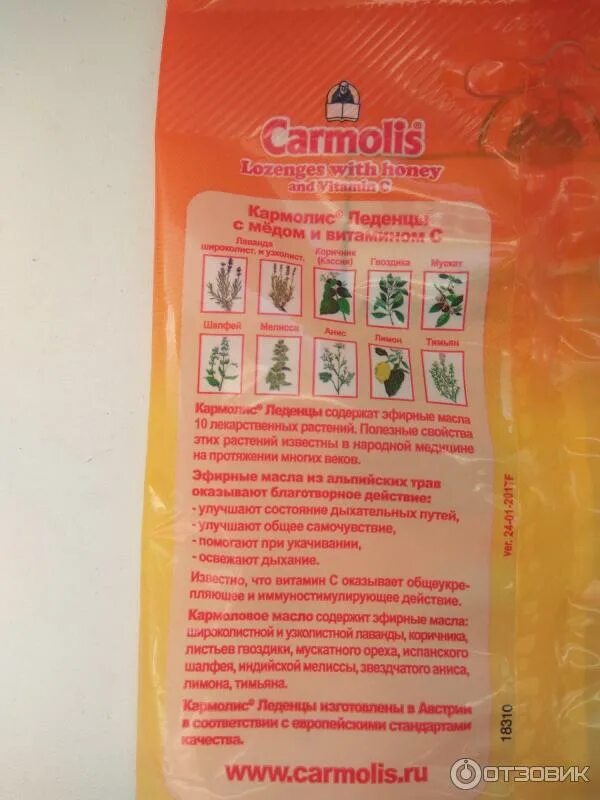 Carmolis®
Lozenges with honey
and Vitamin C
Кармолис® Леденцы
с мёдом и витамином С
Лаванда
широколист. и узколист.
Коричник
(Кассия)
Гвоздика
Мускат
Шалфей
Мелисса
Анис
Лимон
Тимьян
Кармолис® Леденцы содержат эфирные масла
10 лекарственных растений. Полезные свойства
этих растений известны в народной медицине
на протяжении многих веков.
Эфирные масла из альпийских трав
оказывают благотворное действие:
- улучшают состояние дыхательных путей,
- улучшают общее самочувствие,
- помогают при укачивании,
- освежают дыхание.
Известно, что витамин С оказывает общеукре-
пляющее и иммуностимулирующее действие.
Кармоловое масло содержит эфирные масла:
широколистной и узколистной лаванды, коричника,
листьев гвоздики, мускатного ореха, испанского
шалфея, индийской мелиссы, звездчатого аниса,
лимона, тимьяна.
Кармолис® Леденцы изготовлены в Австрии
в соответствии с европейскими стандартами
качества.
www.carmolis.ru
ver. 24-01-2017F
18310
ОТЗОВИК